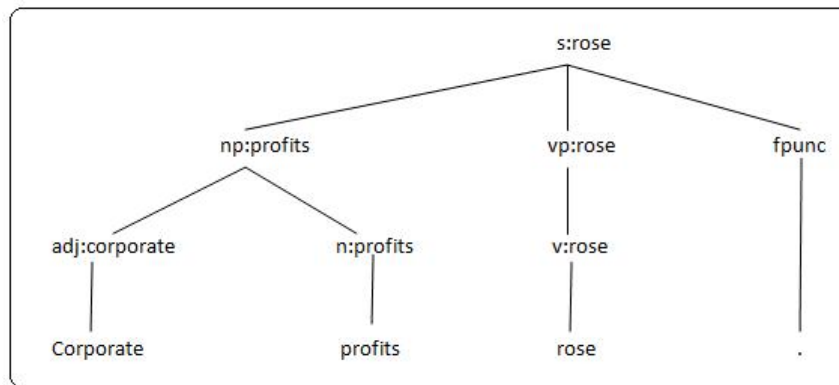 s:rose
np:profits vp:rose fpunc
adj:corporate n:profits v:rose
Corporate profits rose .